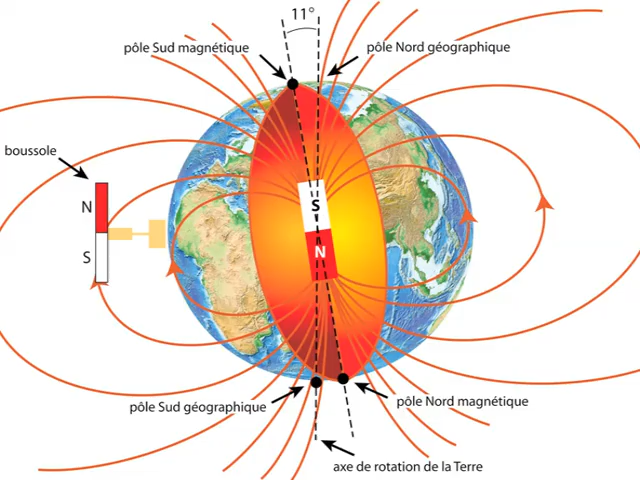 11°
pôle Sud magnétique
pôle Nord géographique
boussole
N
S
S
N
pôle Sud géographique
pôle Nord magnétique
axe de rotation de la Terre